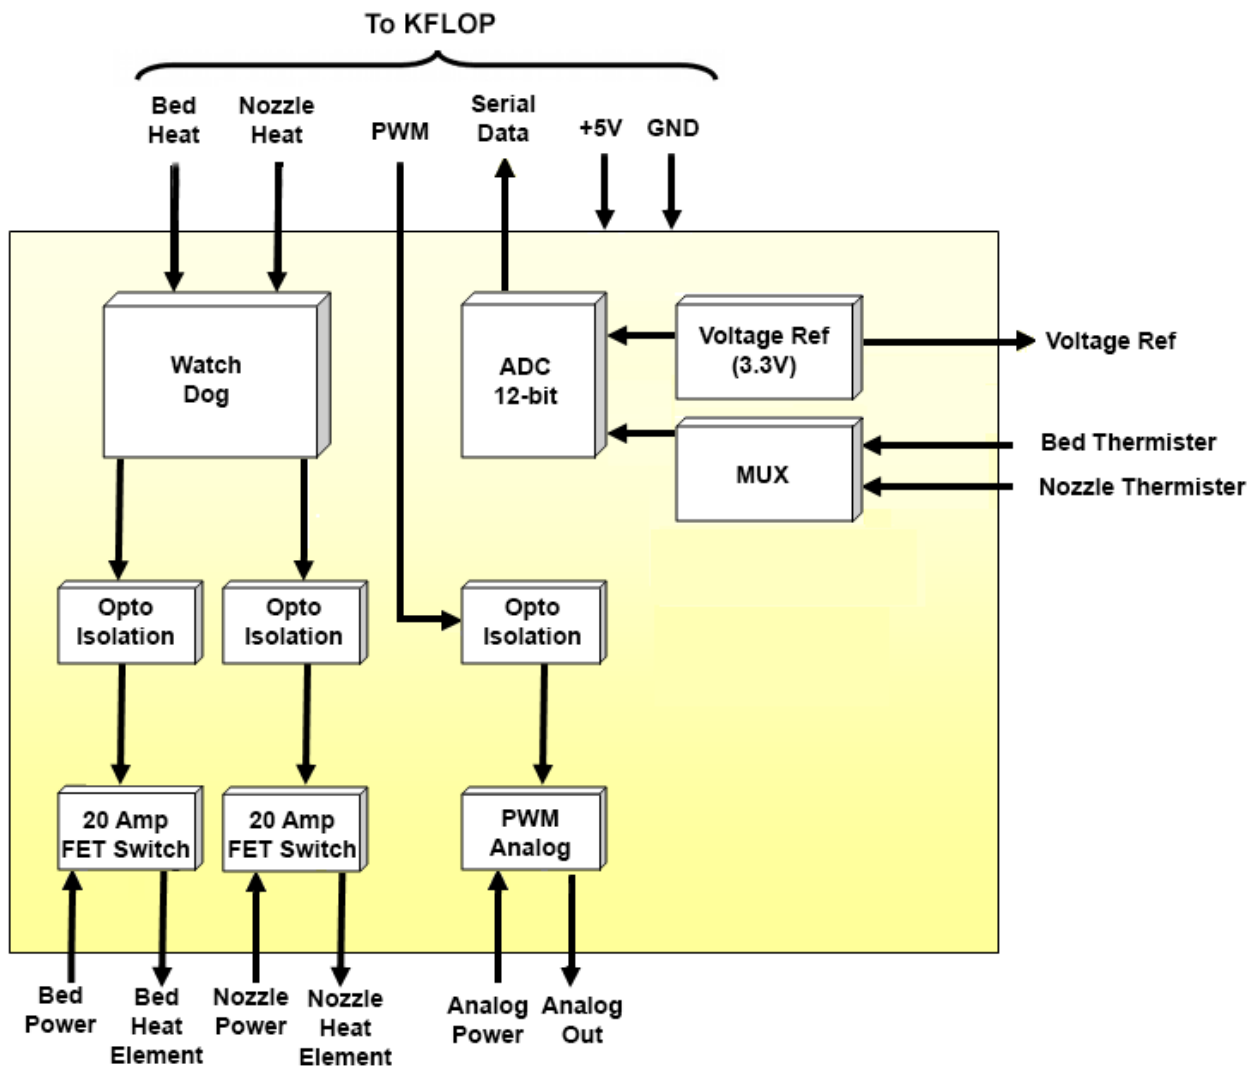 To KFLOP
Bed
Heat
Nozzle
Heat
PWM
Serial
Data
+5V
GND
Watch
Dog
ADC
12-bit
Voltage Ref
(3.3V)
Voltage Ref
MUX
Bed Thermister
Nozzle Thermister
Opto
Isolation
Opto
Isolation
Opto
Isolation
20 Amp
FET Switch
20 Amp
FET Switch
PWM
Analog
Bed
Power
Bed
Heat
Element
Nozzle
Power
Nozzle
Heat
Element
Analog
Power
Analog
Out